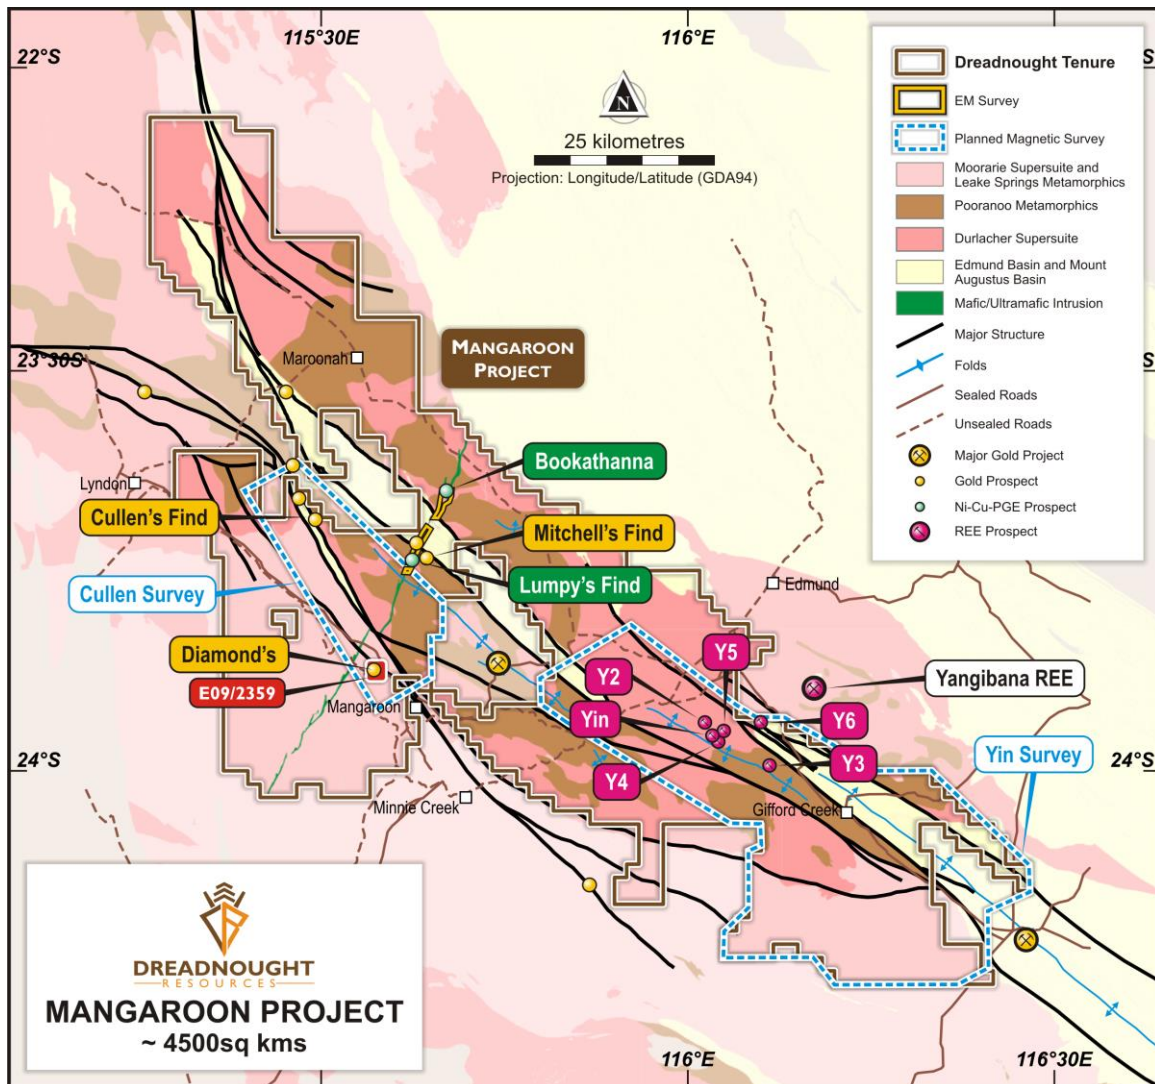 115°30E
116°E
22°S
S
N
25 kilometres
Projection: Longitude/Latitude (GDA94)
Dreadnought Tenure
EM Survey
Planned Magnetic Survey
Moorarie Supersuite and
Leake Springs Metamorphics
Pooranoo Metamorphics
Durlacher Supersuite
Edmund Basin and Mount
Augustus Basin
Mafic/Ultramafic Intrusion
Major Structure
Folds
Sealed Roads
Unsealed Roads
Major Gold Project
Gold Prospect
Ni-Cu-PGE Prospect
REE Prospect
23°30S
S
Maroonah
MANGAROON
PROJECT
Lyndon
Bookathanna
Cullen's Find
Mitchell's Find
Cullen Survey
Lumpy's Find
Edmund
Diamond's
E09/2359
Mangaroon
Y2
Y5
Yangibana REE
Yin
Y6
Y4
Y3
Yin Survey
24°S
24°S
Minnie Creek
Gifford Creek
DREADNOUGHT
RESOURCES
MANGAROON PROJECT
~ 4500sq kms
116°E
116°30E